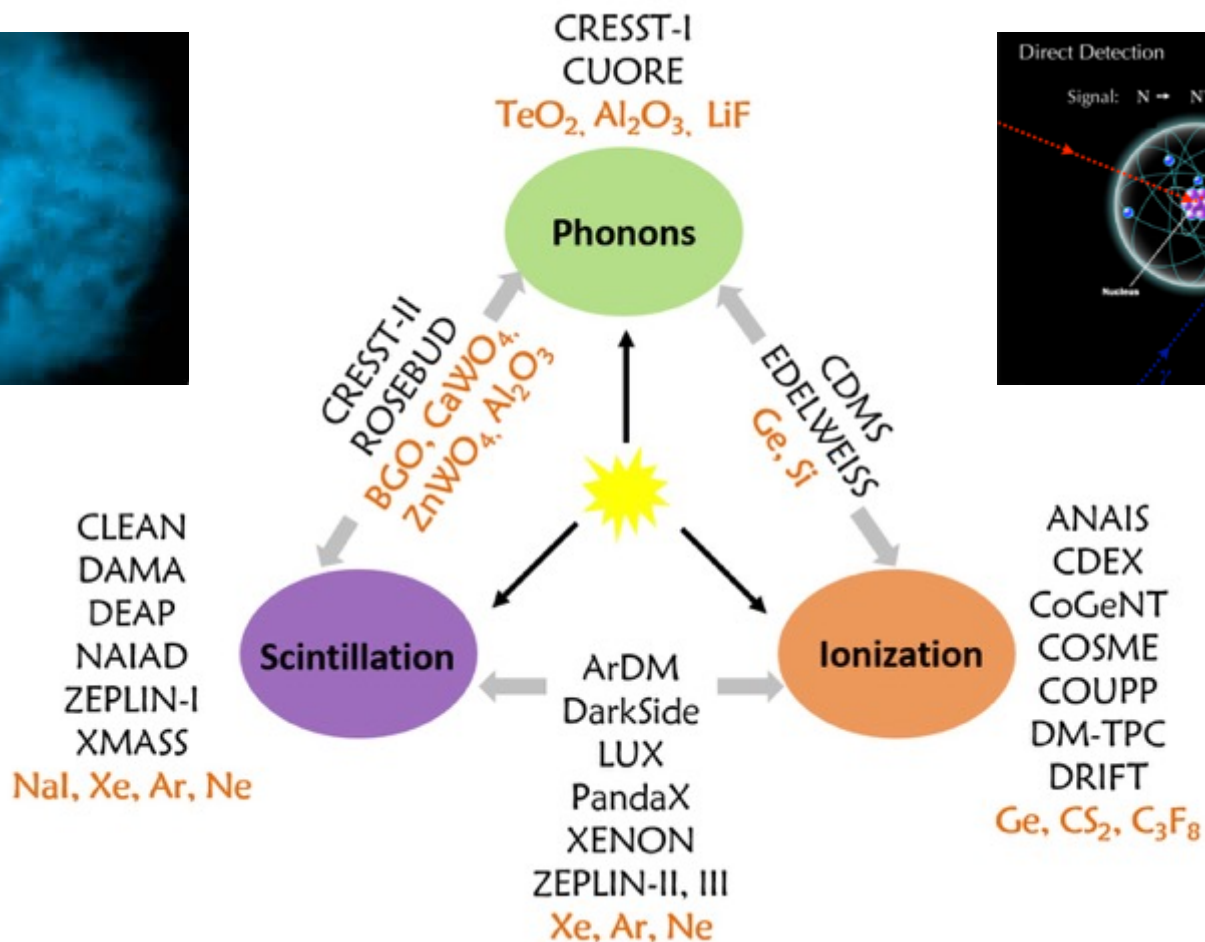 CRESST-I
CUORE
TeO₂, Al₂O₃, LiF
Direct Detection
Signal: N → N
Nucleus
Phonons
CRESST-II
ROSEBUD
BGO, CaWO₄,
ZnWO₄, Al₂O₃
CDMS
EDELWEISS
Ge, Si
CLEAN
DAMA
DEAP
NAIAD
ZEPLIN-I
XMASS
NaI, Xe, Ar, Ne
Scintillation
Ionization
ArDM
DarkSide
LUX
PandaX
XENON
ZEPLIN-II, III
Xe, Ar, Ne
ANAIS
CDEX
CoGeNT
COSME
COUPP
DM-TPC
DRIFT
Ge, CS₂, C₃F₈